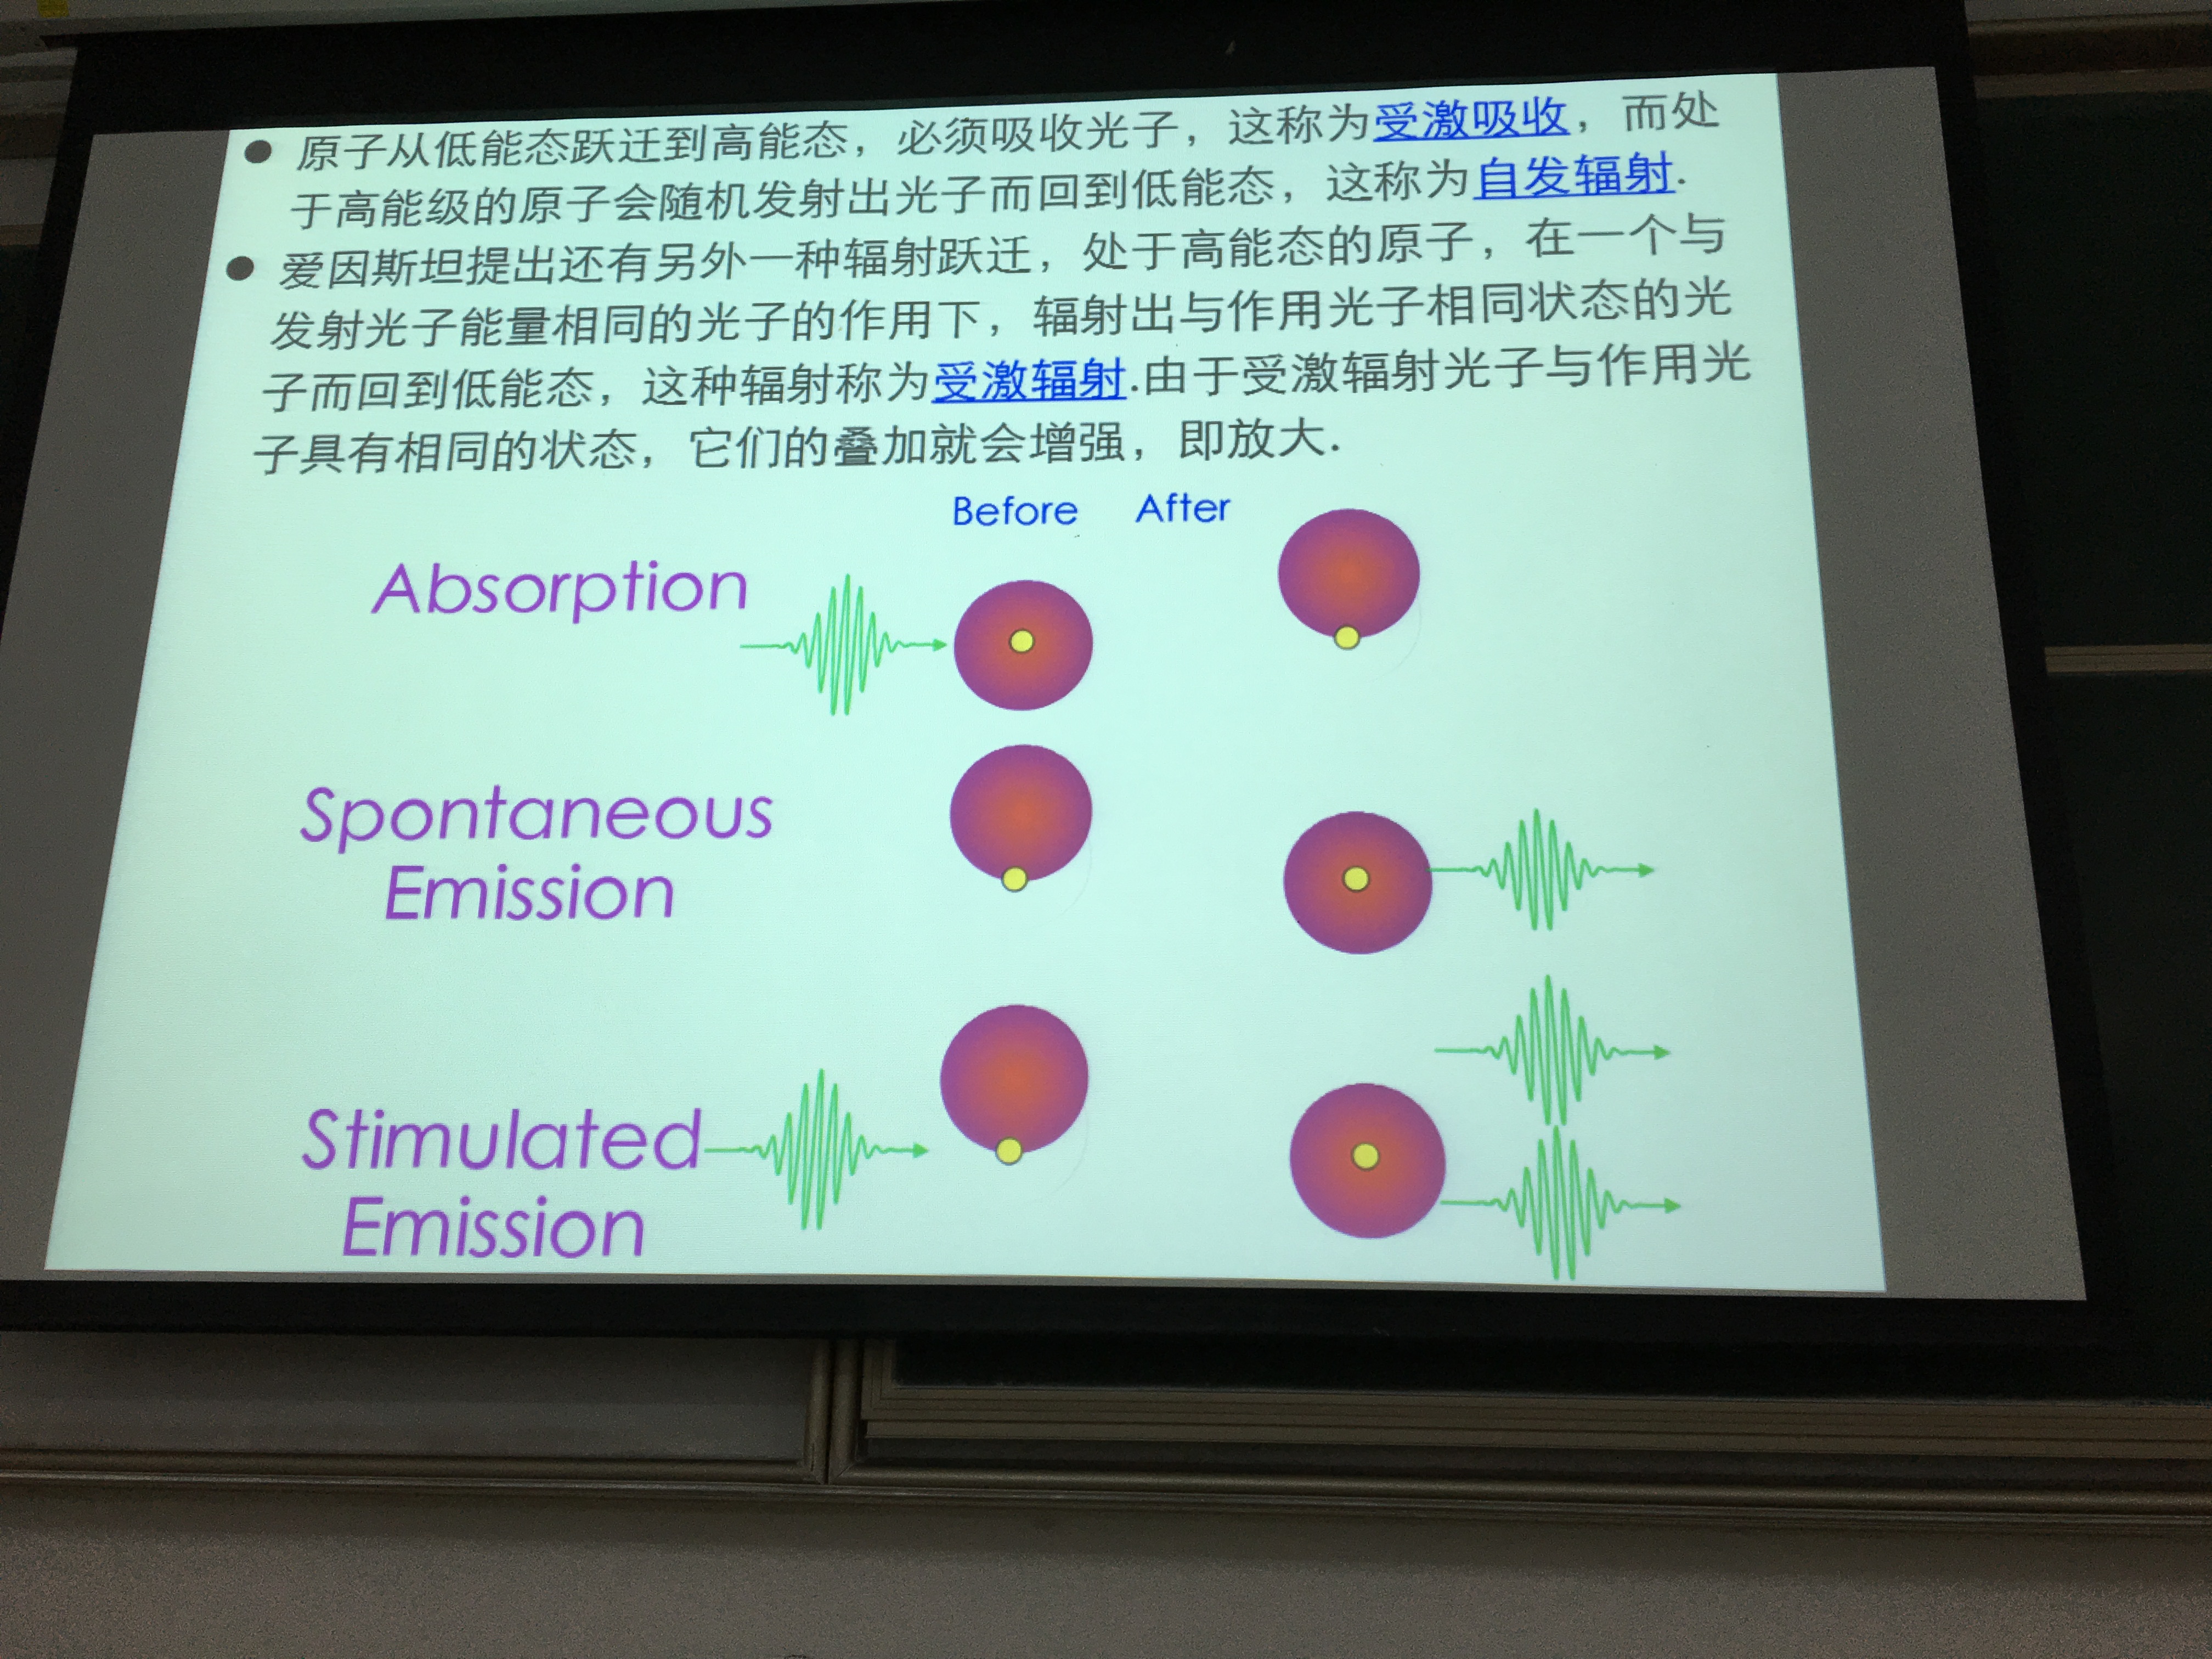 ● 原子从低能态跃迁到高能态，必须吸收光子，这称为受激吸收，而处
于高能级的原子会随机发射出光子而回到低能态，这称为自发辐射.
● 爱因斯坦提出还有另外一种辐射跃迁，处于高能态的原子，在一个与
发射光子能量相同的光子的作用下，辐射出与作用光子相同状态的光
子而回到低能态，这种辐射称为受激辐射.由于受激辐射光子与作用光
子具有相同的状态，它们的叠加就会增强，即放大.
Before After
Absorption
Spontaneous
Emission
Stimulated
Emission